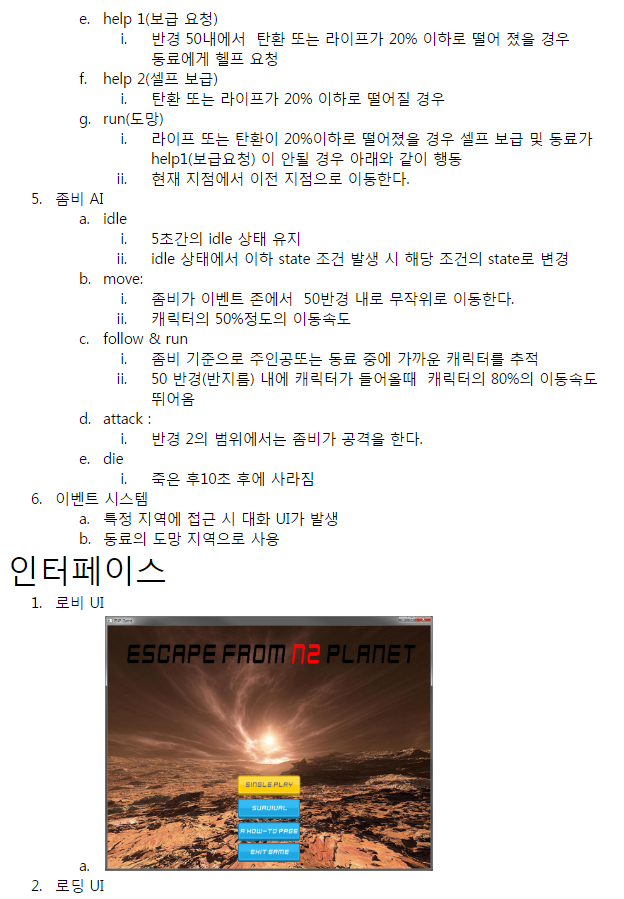 e. help 1(보급 요청)
i. 반경 50내에서 탄환 또는 라이프가 20% 이하로 떨어 졌을 경우
동료에게 헬프 요청
f. help 2(셀프 보급)
i. 탄환 또는 라이프가 20% 이하로 떨어질 경우
g. run(도망)
i. 라이프 또는 탄환이 20%이하로 떨어졌을 경우 셀프 보급 및 동료가
help1(보급요청) 이 안될 경우 아래와 같이 행동
ii. 현재 지점에서 이전 지점으로 이동한다.
5. 좀비 AI
a. idle
i. 5초간의 idle 상태 유지
ii. idle 상태에서 이하 state 조건 발생 시 해당 조건의 state로 변경
b. move:
i. 좀비가 이벤트 존에서 50반경 내로 무작위로 이동한다.
ii. 캐릭터의 50%정도의 이동속도
c. follow & run
i. 좀비 기준으로 주인공또는 동료 중에 가까운 캐릭터를 추적
ii. 50 반경(반지름) 내에 캐릭터가 들어올때 캐릭터의 80%의 이동속도
뛰어옴
d. attack :
i. 반경 2의 범위에서는 좀비가 공격을 한다.
e. die
i. 죽은 후10초 후에 사라짐
6. 이벤트 시스템
a. 특정 지역에 접근 시 대화 UI가 발생
b. 동료의 도망 지역으로 사용
인터페이스
1. 로비 UI
ESCAPE FROM N2 PLANET
SINGLE PLAY
SURVIVAL
A HOW-TO PAGE
EXIT GAME
a.
2. 로딩 UI